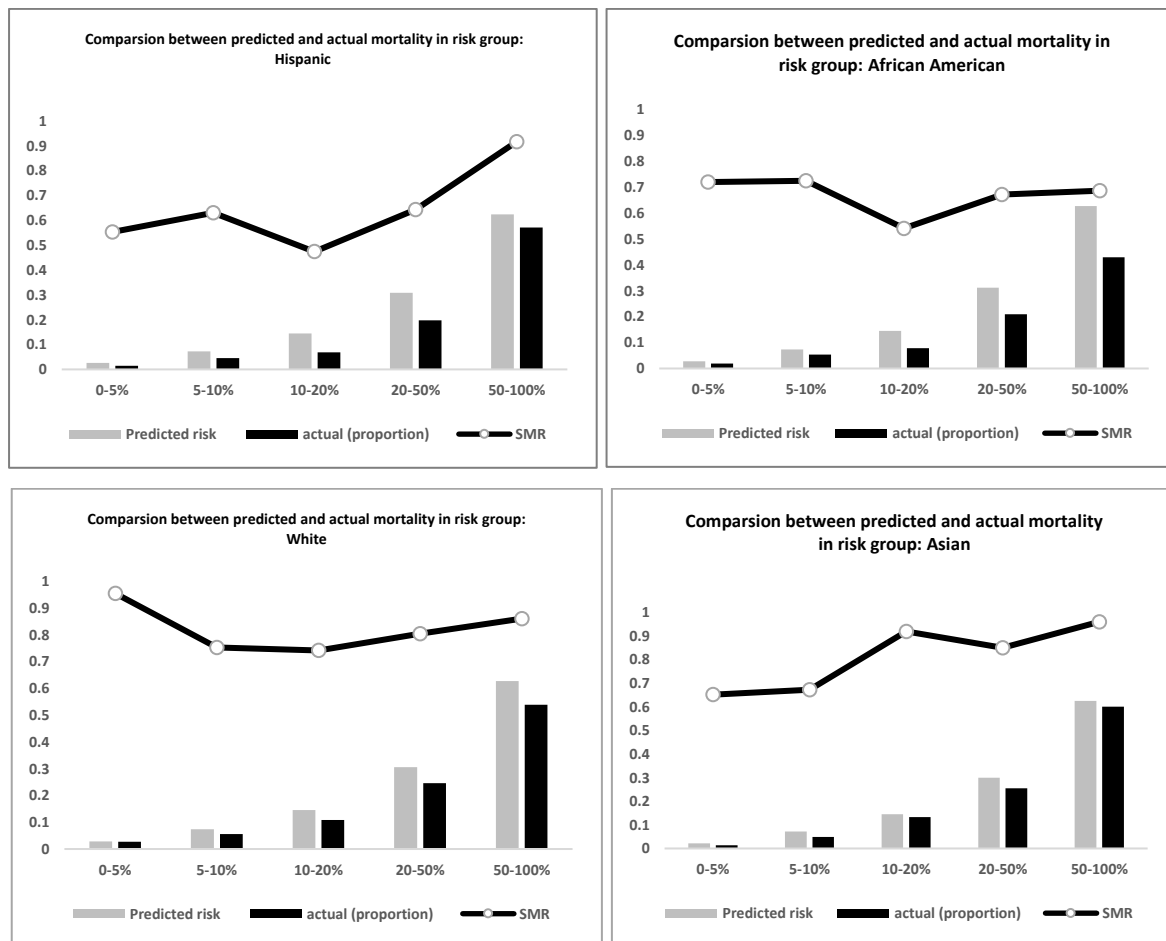 Comparsion between predicted and actual mortality in risk group:
Hispanic
1
0.9
0.8
0.7
0.6
0.5
0.4
0.3
0.2
0.1
0
0-5% 5-10% 10-20% 20-50% 50-100%
Predicted risk actual (proportion) SMR
Comparsion between predicted and actual mortality in
risk group: African American
1
0.9
0.8
0.7
0.6
0.5
0.4
0.3
0.2
0.1
0
0-5% 5-10% 10-20% 20-50% 50-100%
Predicted risk actual (proportion) SMR
Comparsion between predicted and actual mortality in risk group:
White
1
0.9
0.8
0.7
0.6
0.5
0.4
0.3
0.2
0.1
0
0-5% 5-10% 10-20% 20-50% 50-100%
Predicted risk actual (proportion) SMR
Comparsion between predicted and actual mortality
in risk group: Asian
1
0.9
0.8
0.7
0.6
0.5
0.4
0.3
0.2
0.1
0
0-5% 5-10% 10-20% 20-50% 50-100%
Predicted risk actual (proportion) SMR